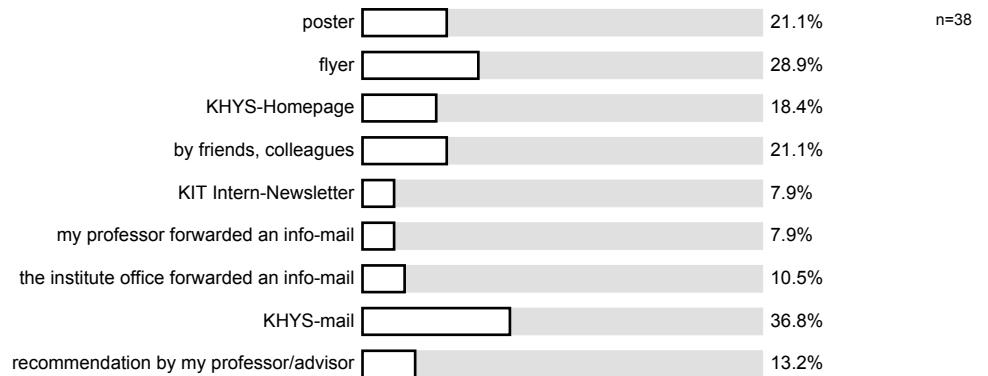 poster 21.1% n=38
flyer 28.9%
KHYS-Homepage 18.4%
by friends, colleagues 21.1%
KIT Intern-Newsletter 7.9%
my professor forwarded an info-mail 7.9%
the institute office forwarded an info-mail 10.5%
KHYS-mail 36.8%
recommendation by my professor/advisor 13.2%